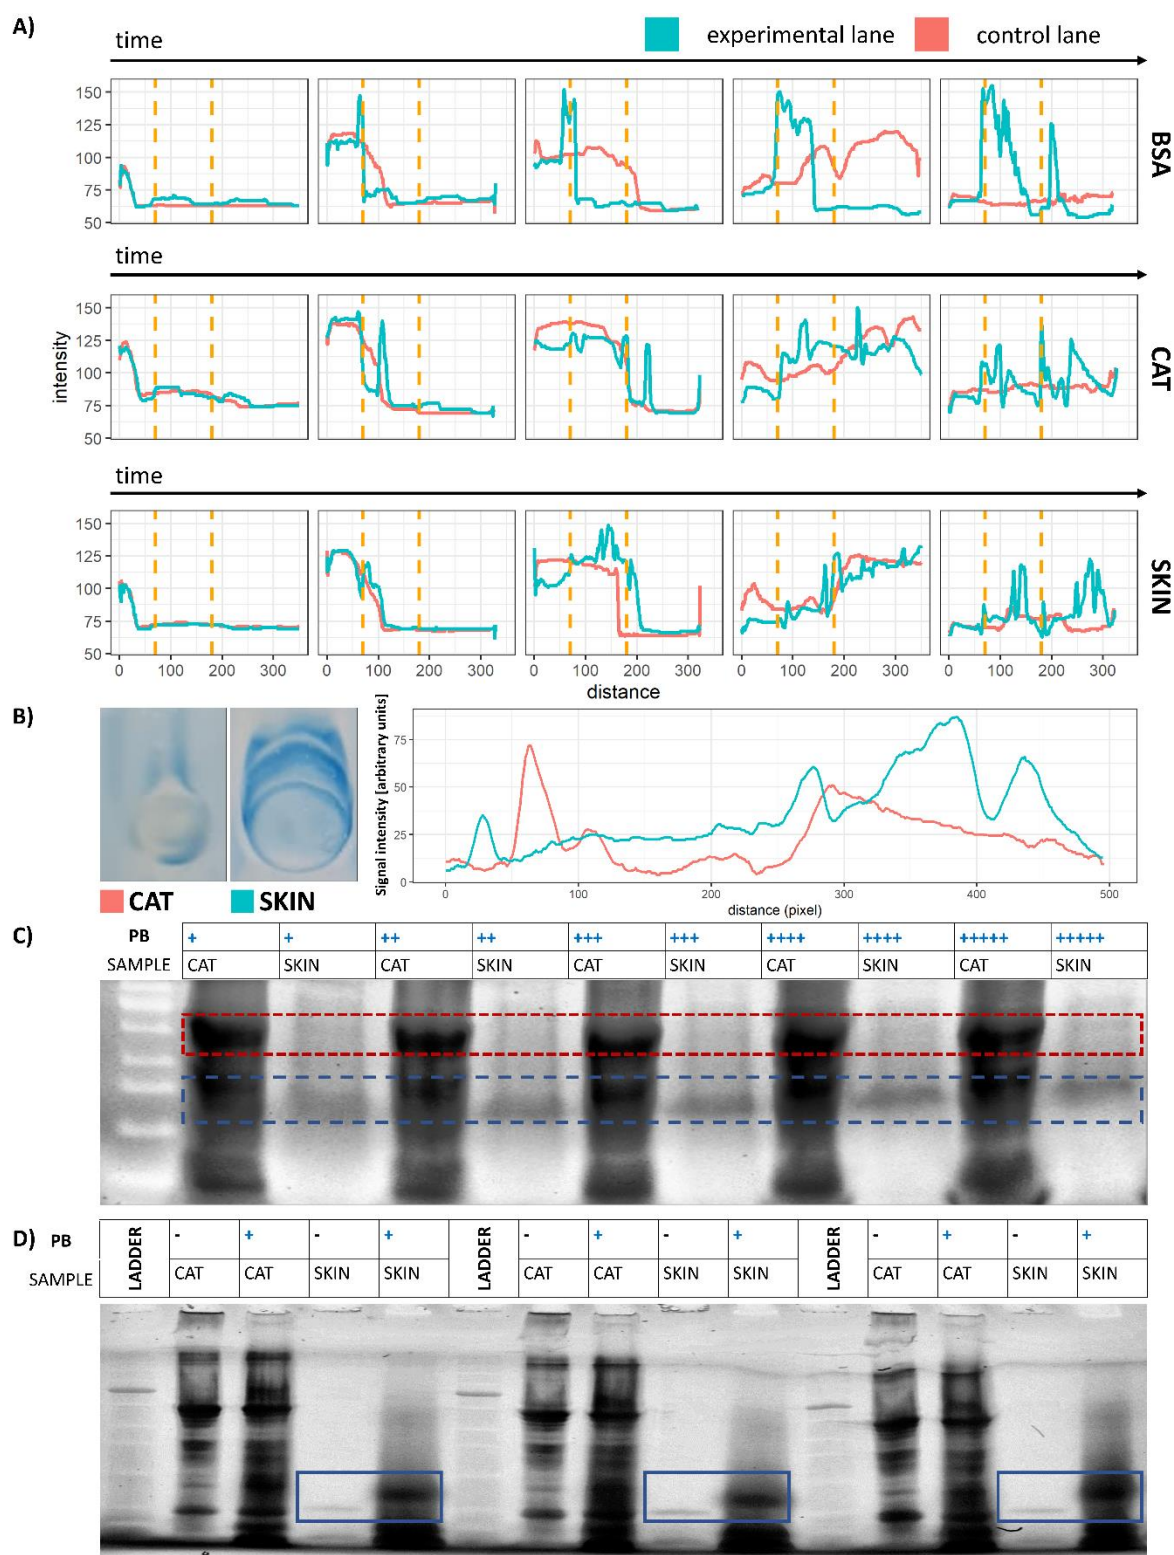 A)
time
experimental lane control lane
150
125
100
75
50
BSA
time
150
125
100
75
50
intensity
CAT
time
150
125
100
75
50
SKIN
0 100 200 300 0 100 200 300 0 100 200 300 0 100 200 300 0 100 200 300
distance
B)
CAT SKIN
Signal intensity [arbitrary units]
75
50
25
0
0 100 200 300 400 500
distance (pixel)
C)
PB + + ++ ++ +++ +++ ++++ ++++ +++++ +++++
SAMPLE CAT SKIN CAT SKIN CAT SKIN CAT SKIN CAT SKIN
D)
PB LADDER - + - + LADDER - + - + LADDER - + - +
SAMPLE CAT CAT SKIN SKIN CAT CAT SKIN SKIN CAT CAT SKIN SKIN